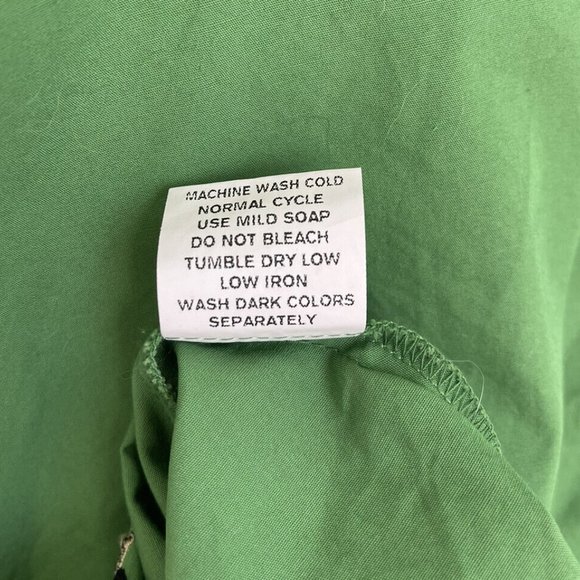 MACHINE WASH COLD
NORMAL CYCLE
USE MILD SOAP
DO NOT BLEACH
TUMBLE DRY LOW
LOW IRON
WASH DARK COLORS
SEPARATELY